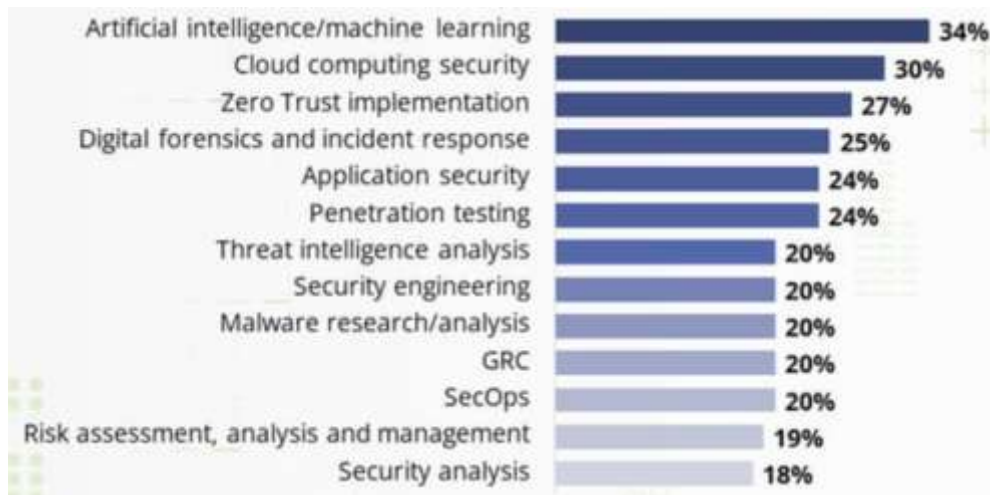 Artificial intelligence/machine learning 34%
Cloud computing security 30%
Zero Trust implementation 27%
Digital forensics and incident response 25%
Application security 24%
Penetration testing 24%
Threat intelligence analysis 20%
Security engineering 20%
Malware research/analysis 20%
GRC 20%
SecOps 20%
Risk assessment, analysis and management 19%
Security analysis 18%